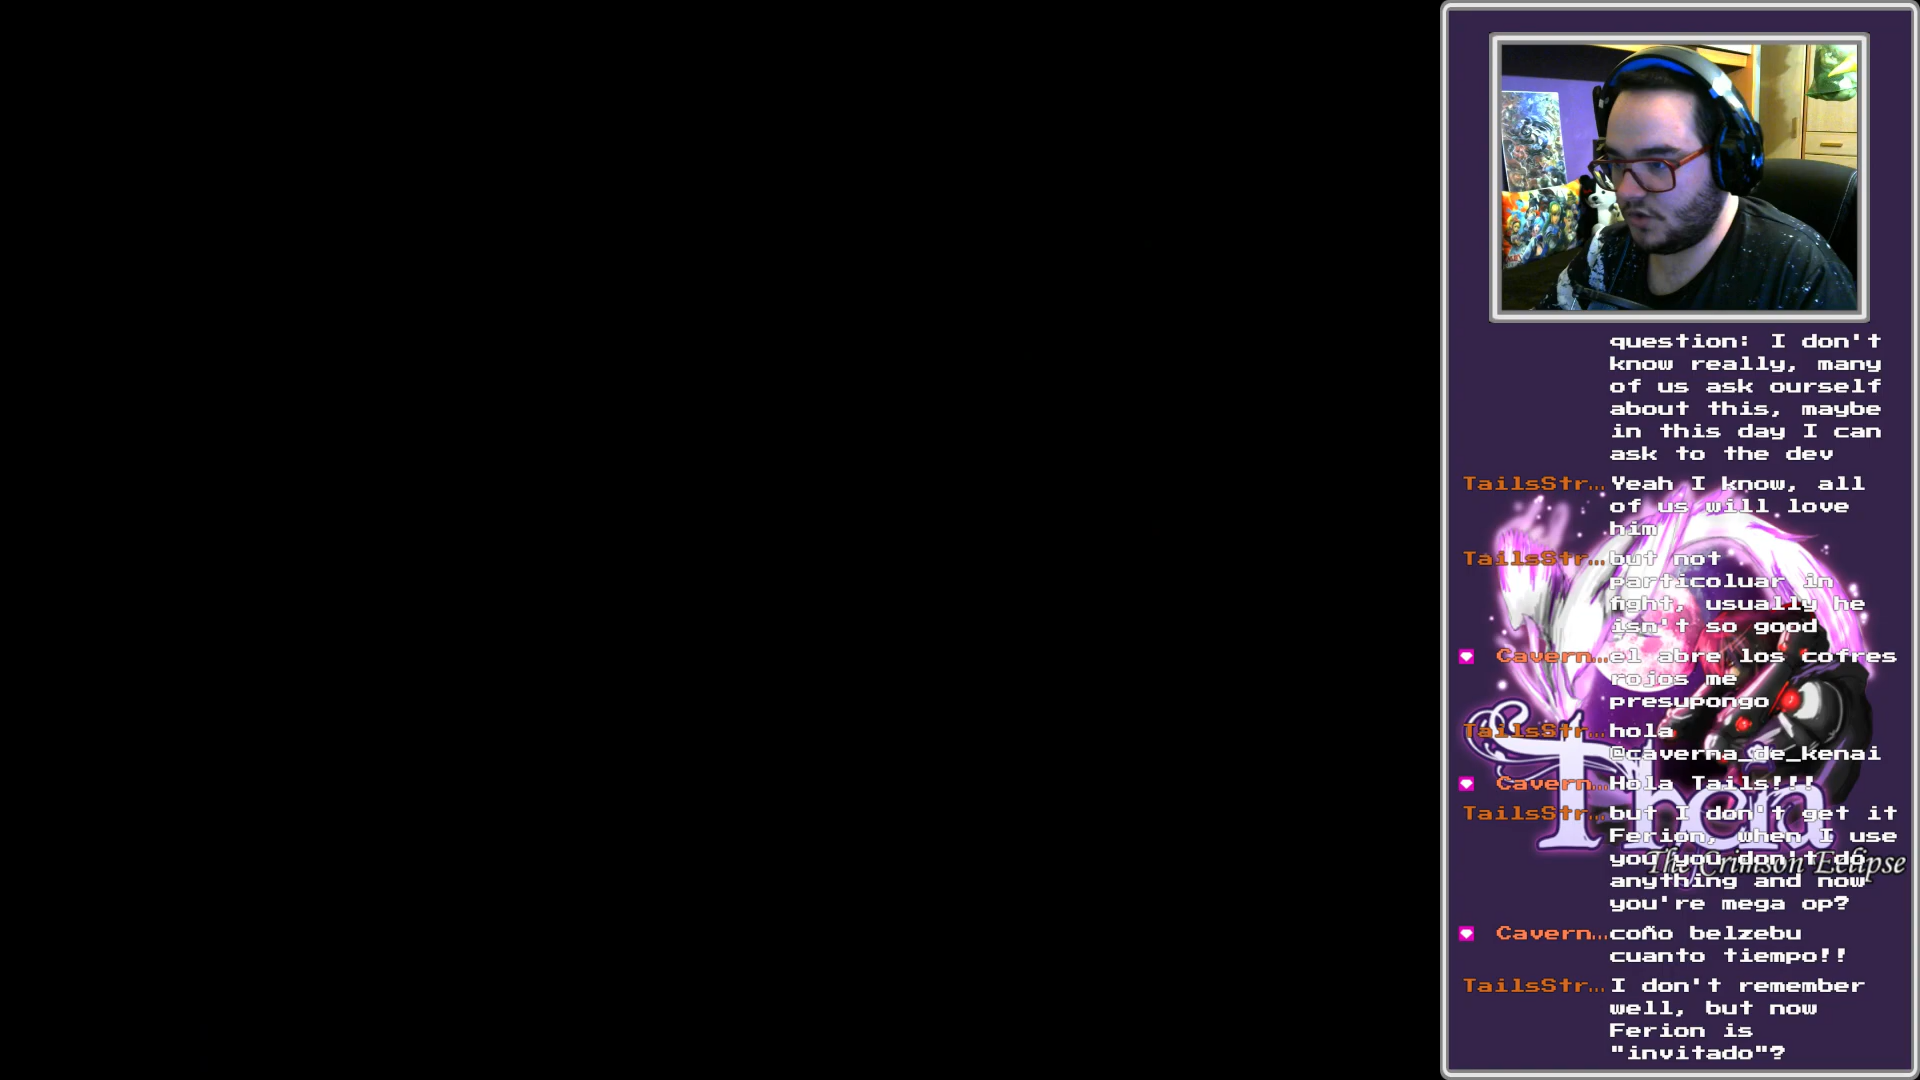 question: I don't
know really, many
of us ask ourself
about this, maybe
in this day I can
ask to the dev
TailsStr... Yeah I know, all
of us will love
him
TailsStr... but not
particoluar in
fight, usually he
isn't so good
Cavern... el abre los cofres
rojos me
presupongo
TailsStr... hola
@caverna_de_kenai
Cavern... Hola Tails!!!
TailsStr... but I don't get it
Ferion, when I use
you you don't do
anything and now
you're mega op?
Cavern... coño belzebu
cuanto tiempo!!
TailsStr... I don't remember
well, but now
Ferion is
"invitado"?
Theia
The Crimson Eclipse